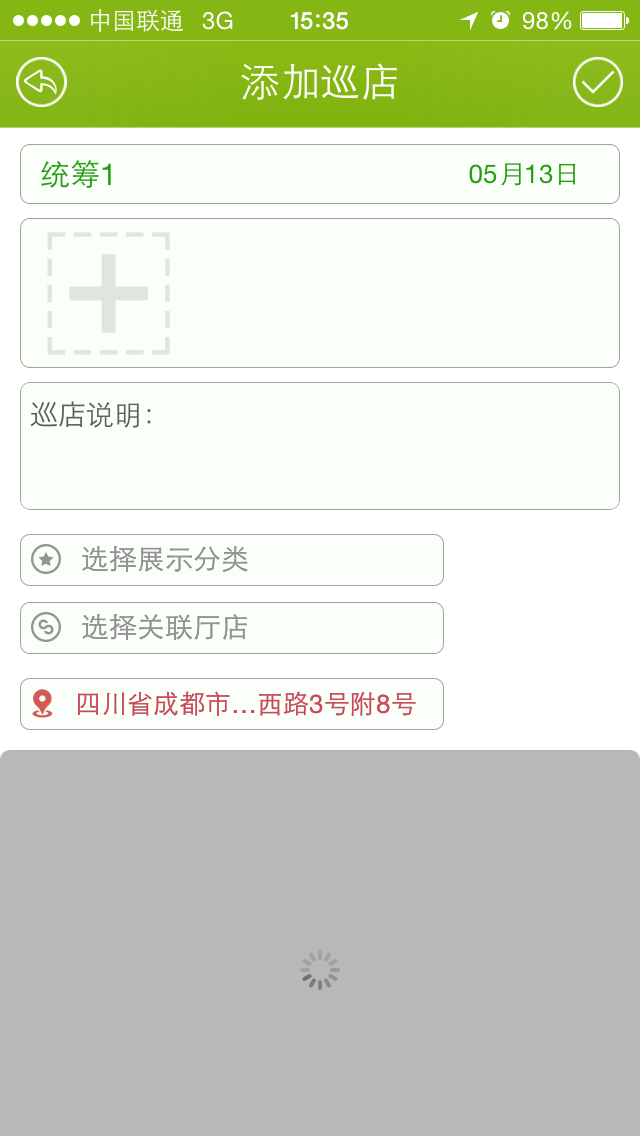 中国联通 3G 15:35 98%
添加巡店
统筹1 05月13日
巡店说明:
选择展示分类
选择关联厅店
四川省成都市...西路3号附8号